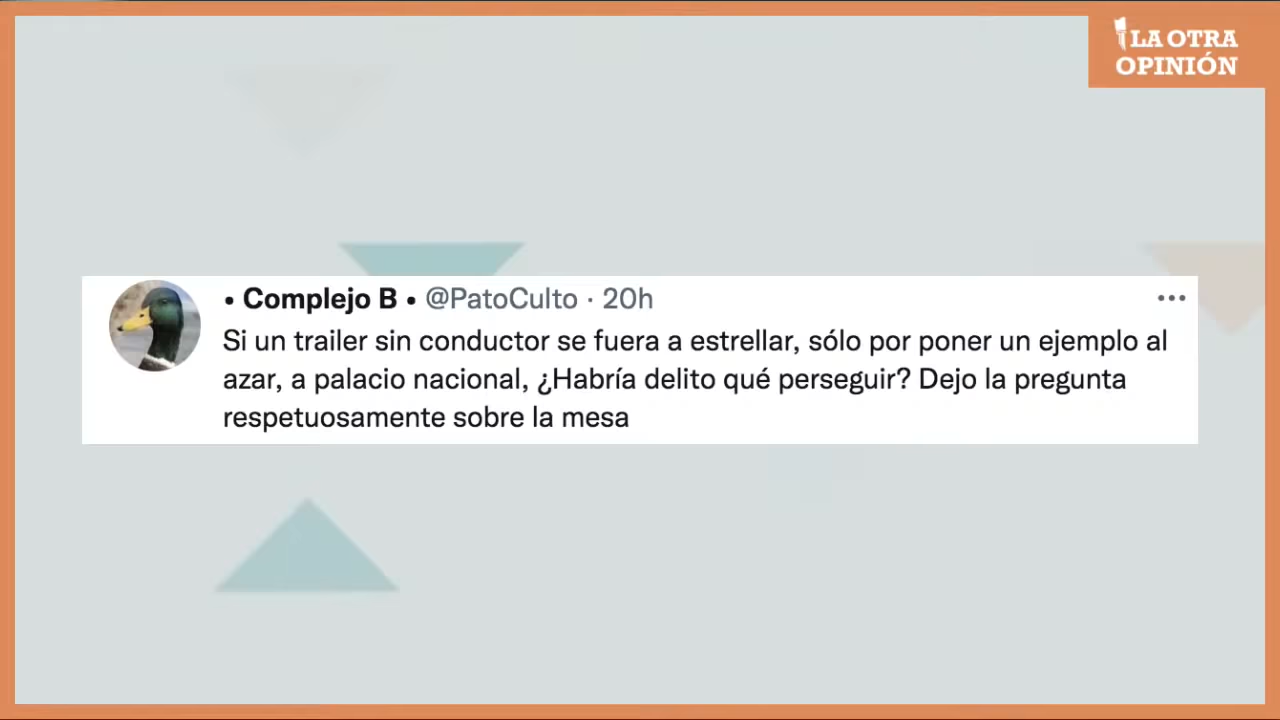 LA OTRA
OPINIÓN
• Complejo B • @PatoCulto · 20h
Si un trailer sin conductor se fuera a estrellar, sólo por poner un ejemplo al
azar, a palacio nacional, ¿Habría delito qué perseguir? Dejo la pregunta
respetuosamente sobre la mesa